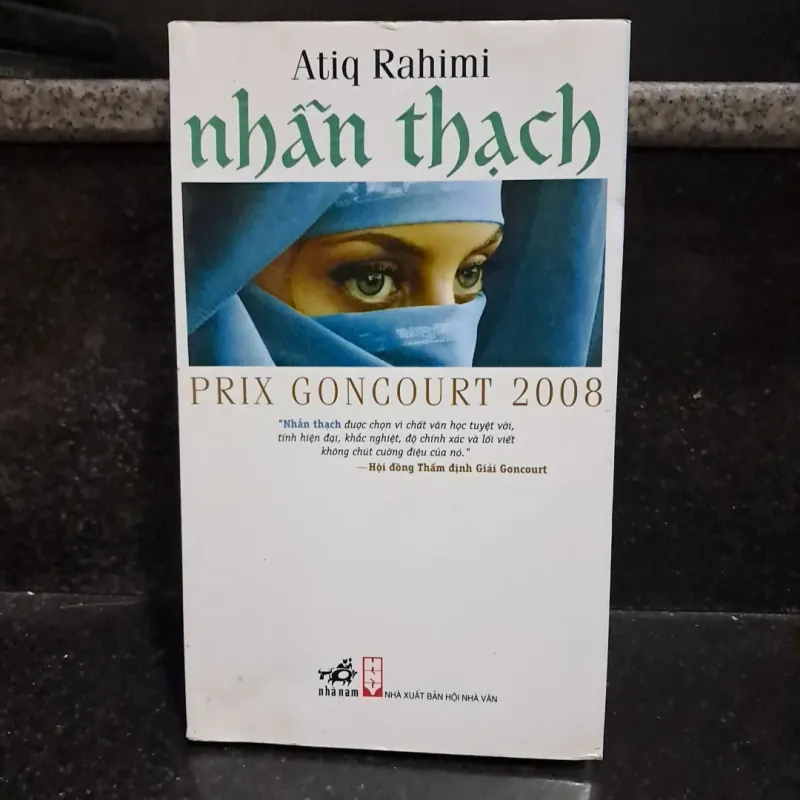 Atiq Rahimi
nhẫn thạch
PRIX GONCOURT 2008
"Nhẫn thạch được chọn vì chất văn học tuyệt vời,
tính hiện đại, khắc nghiệt, độ chính xác và lối viết
không chút cường điệu của nó."
—Hội đồng Thẩm định Giải Goncourt
nhã nam
HNV
NHÀ XUẤT BẢN HỘI NHÀ VĂN